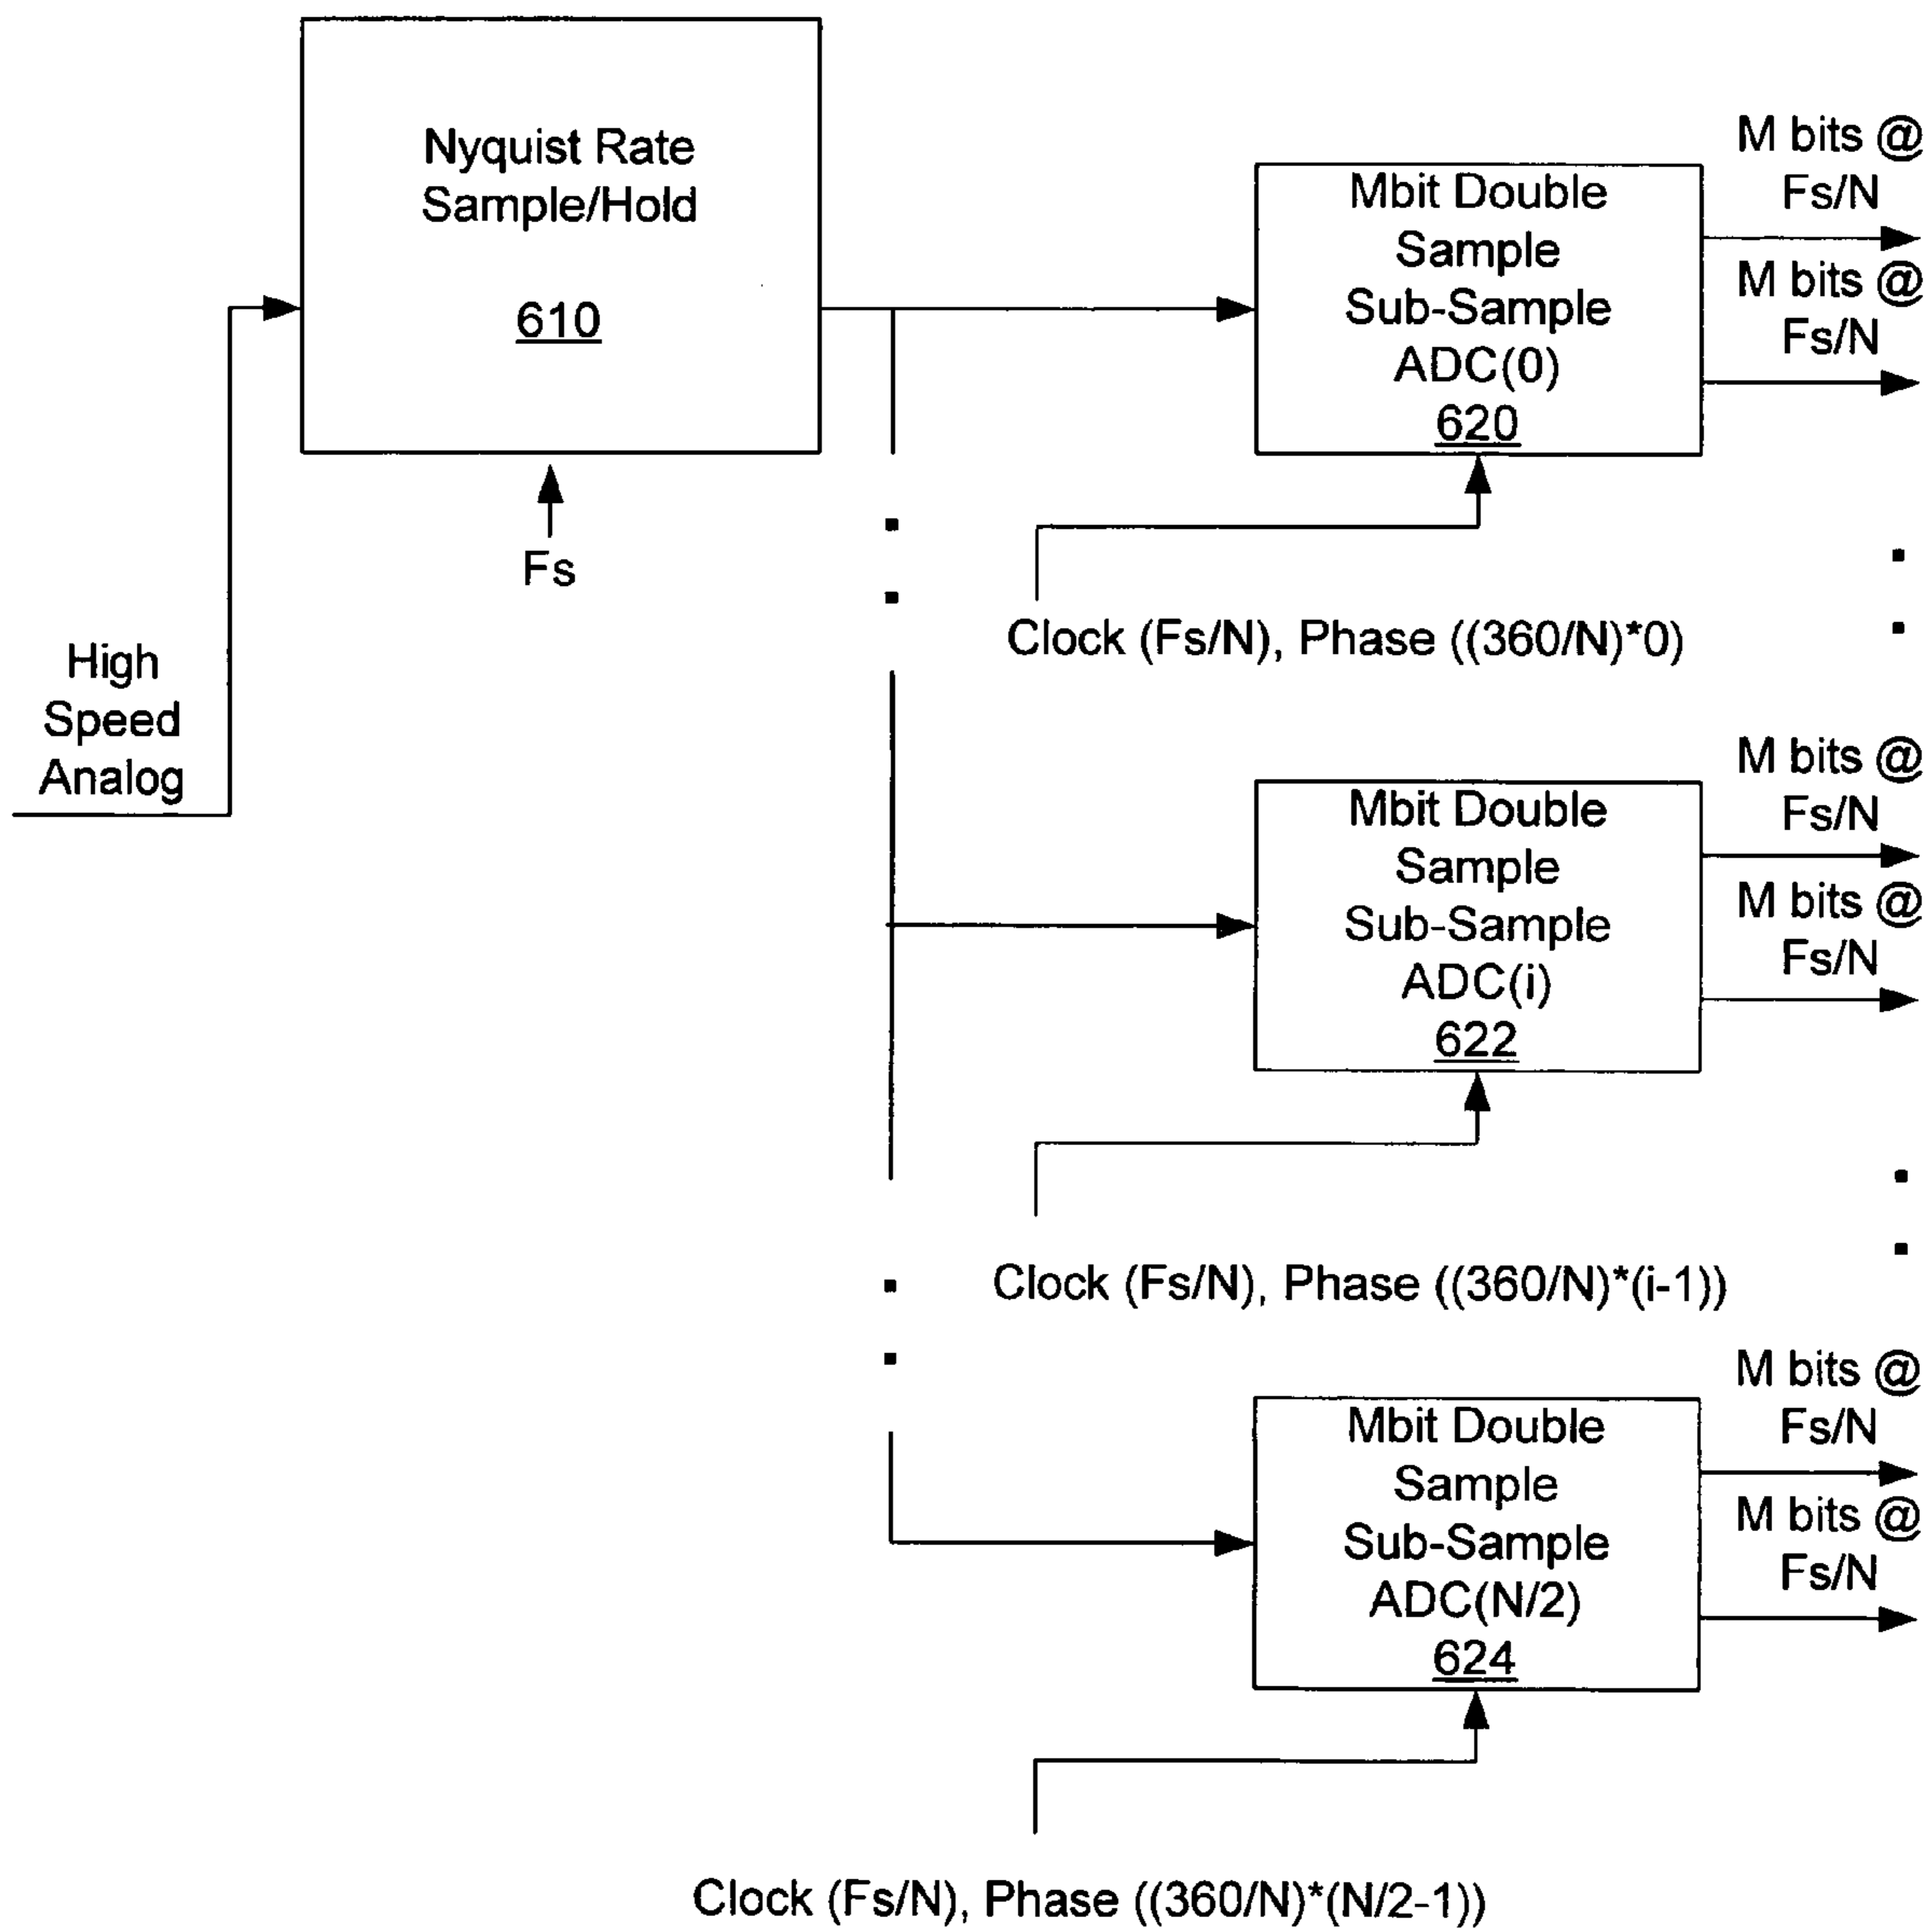 Nyquist Rate
Sample/Hold
610
Fs
High
Speed
Analog
Mbit Double
Sample
Sub-Sample
ADC(0)
620
M bits @
Fs/N
M bits @
Fs/N
Clock (Fs/N), Phase ((360/N)*0)
Mbit Double
Sample
Sub-Sample
ADC(i)
622
M bits @
Fs/N
M bits @
Fs/N
Clock (Fs/N), Phase ((360/N)*(i-1))
Mbit Double
Sample
Sub-Sample
ADC(N/2)
624
M bits @
Fs/N
M bits @
Fs/N
Clock (Fs/N), Phase ((360/N)*(N/2-1))